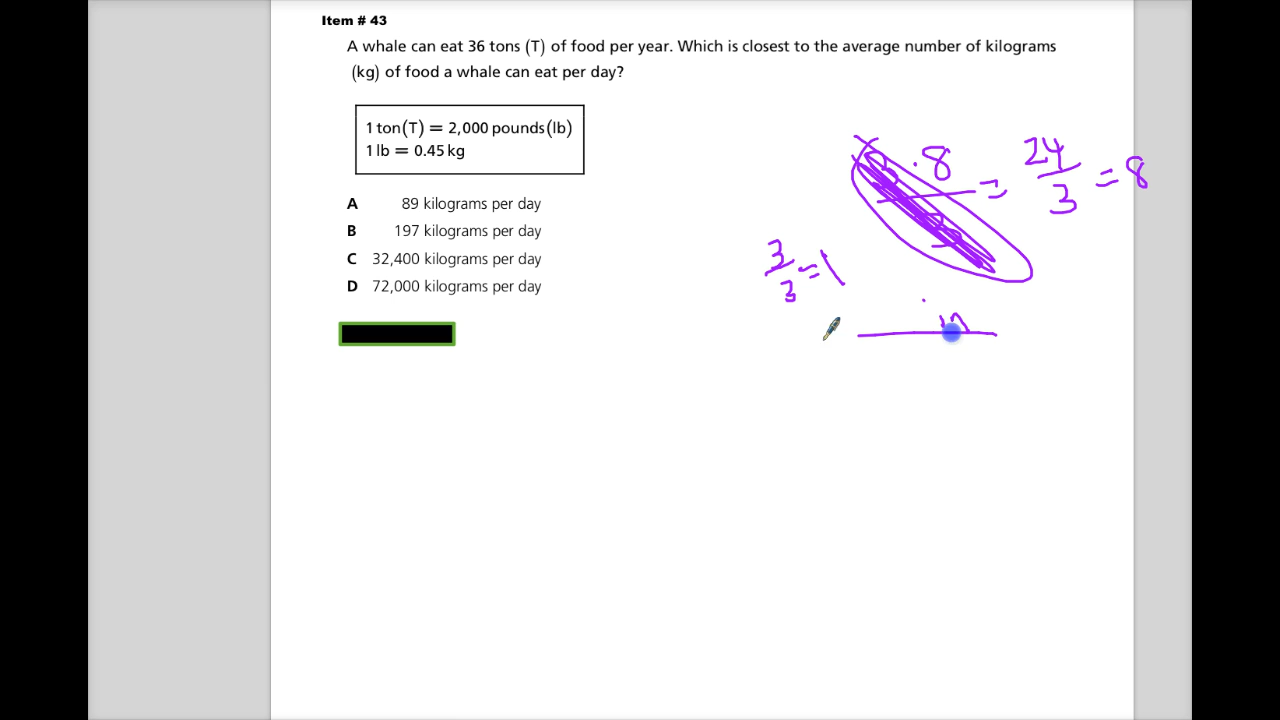 Item # 43
A whale can eat 36 tons (T) of food per year. Which is closest to the average number of kilograms
(kg) of food a whale can eat per day?
1 ton(T) = 2,000 pounds(lb)
1 lb = 0.45 kg
A 89 kilograms per day
B 197 kilograms per day
C 32,400 kilograms per day
D 72,000 kilograms per day
3 · 8 / 3 = 24 / 3 = 8
3 / 3 = 1